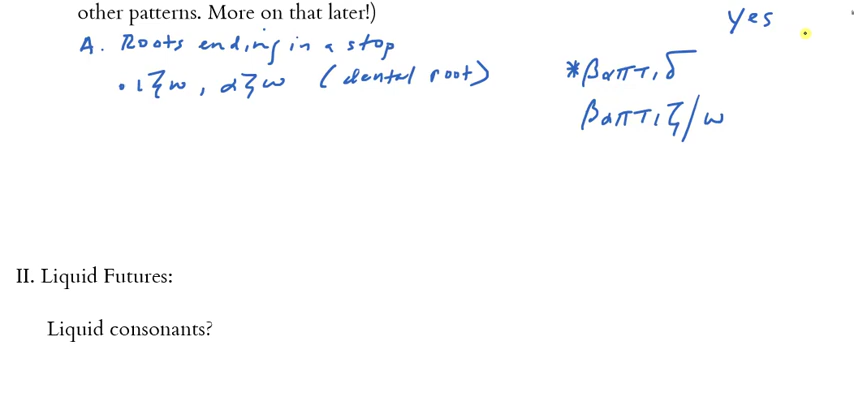 other patterns. More on that later!)
yes
A. Roots ending in a stop
• ιζω, αζω (dental root)
*βαπτιδ
βαπτιζ/ω
II. Liquid Futures:
Liquid consonants?